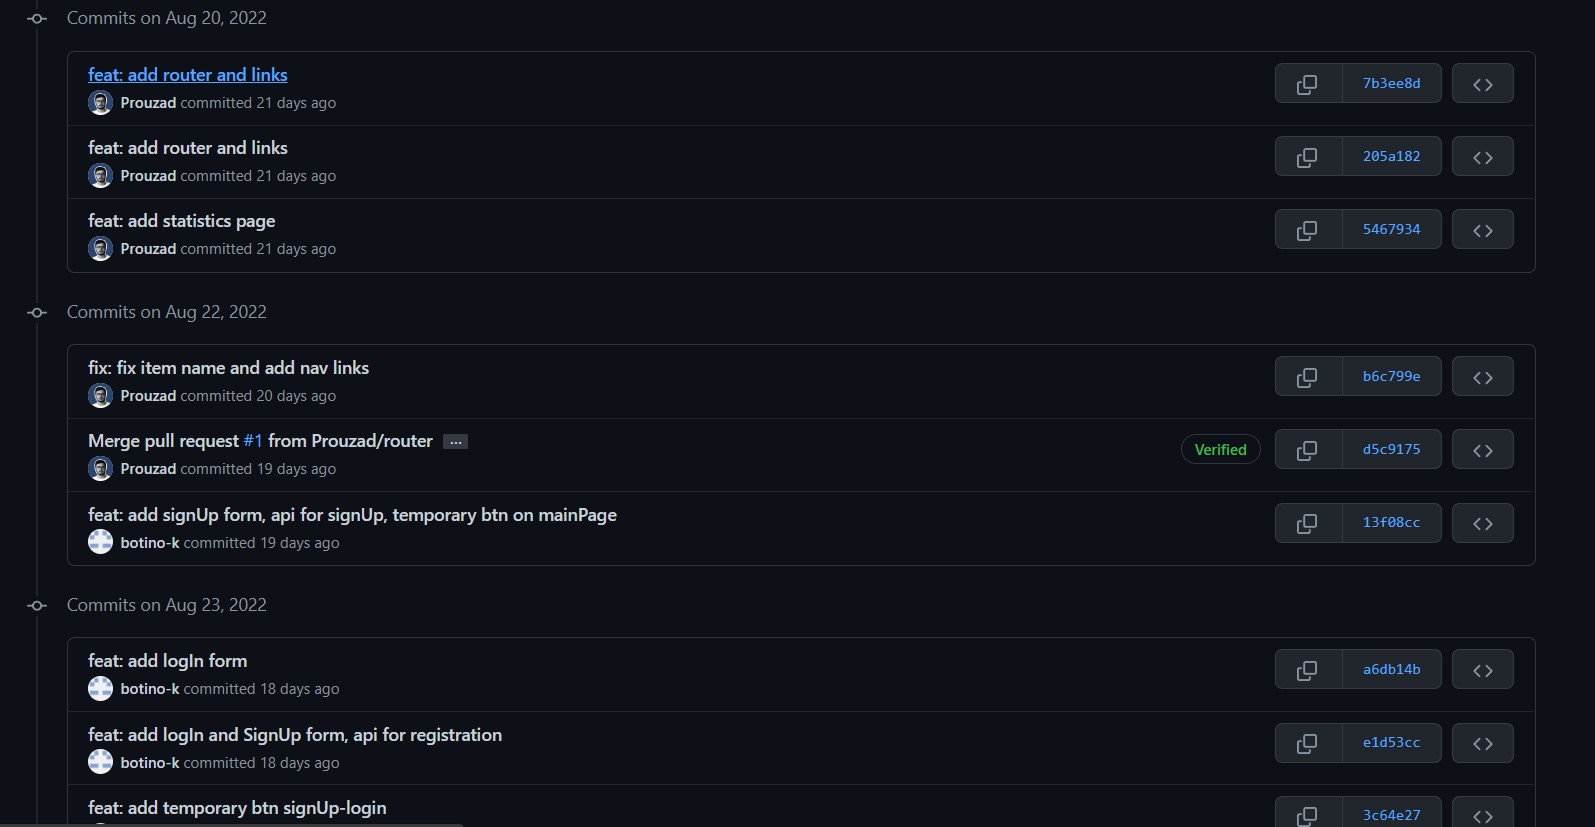 Commits on Aug 20, 2022
feat: add router and links
7b3ee8d
Prouzad committed 21 days ago
feat: add router and links
205a182
Prouzad committed 21 days ago
feat: add statistics page
5467934
Prouzad committed 21 days ago
Commits on Aug 22, 2022
fix: fix item name and add nav links
b6c799e
Prouzad committed 20 days ago
Merge pull request #1 from Prouzad/router ...
Verified d5c9175
Prouzad committed 19 days ago
feat: add signUp form, api for signUp, temporary btn on mainPage
13f08cc
botino-k committed 19 days ago
Commits on Aug 23, 2022
feat: add logIn form
a6db14b
botino-k committed 18 days ago
feat: add logIn and SignUp form, api for registration
e1d53cc
botino-k committed 18 days ago
feat: add temporary btn signUp-login
3c64e27